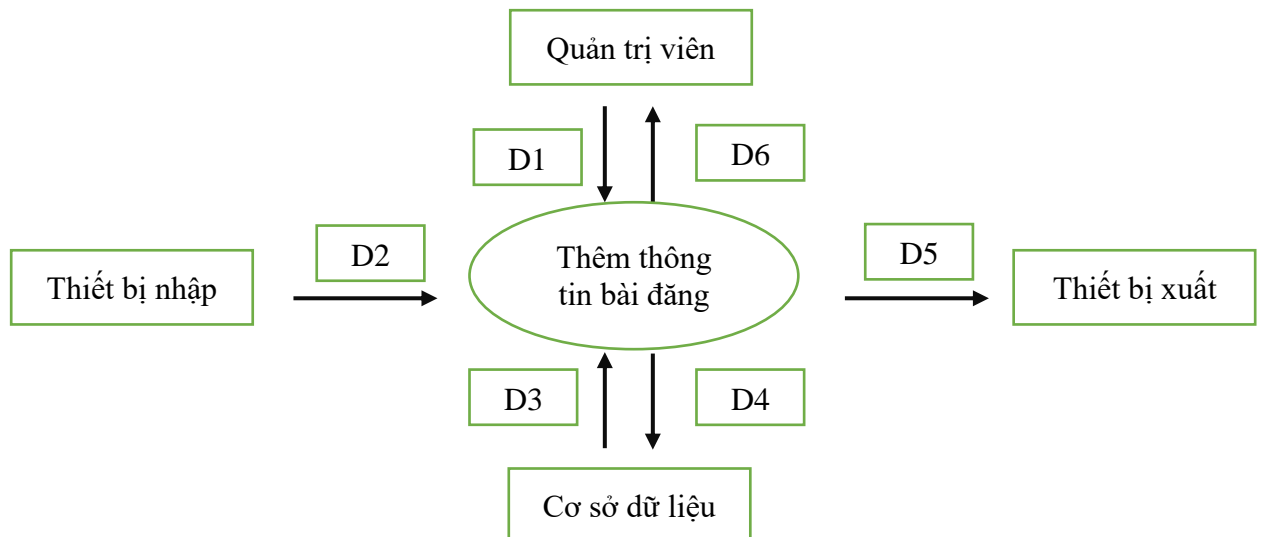 Quản trị viên
D1
D6
Thiết bị nhập
D2
Thêm thông
tin bài đăng
D5
Thiết bị xuất
D3
D4
Cơ sở dữ liệu